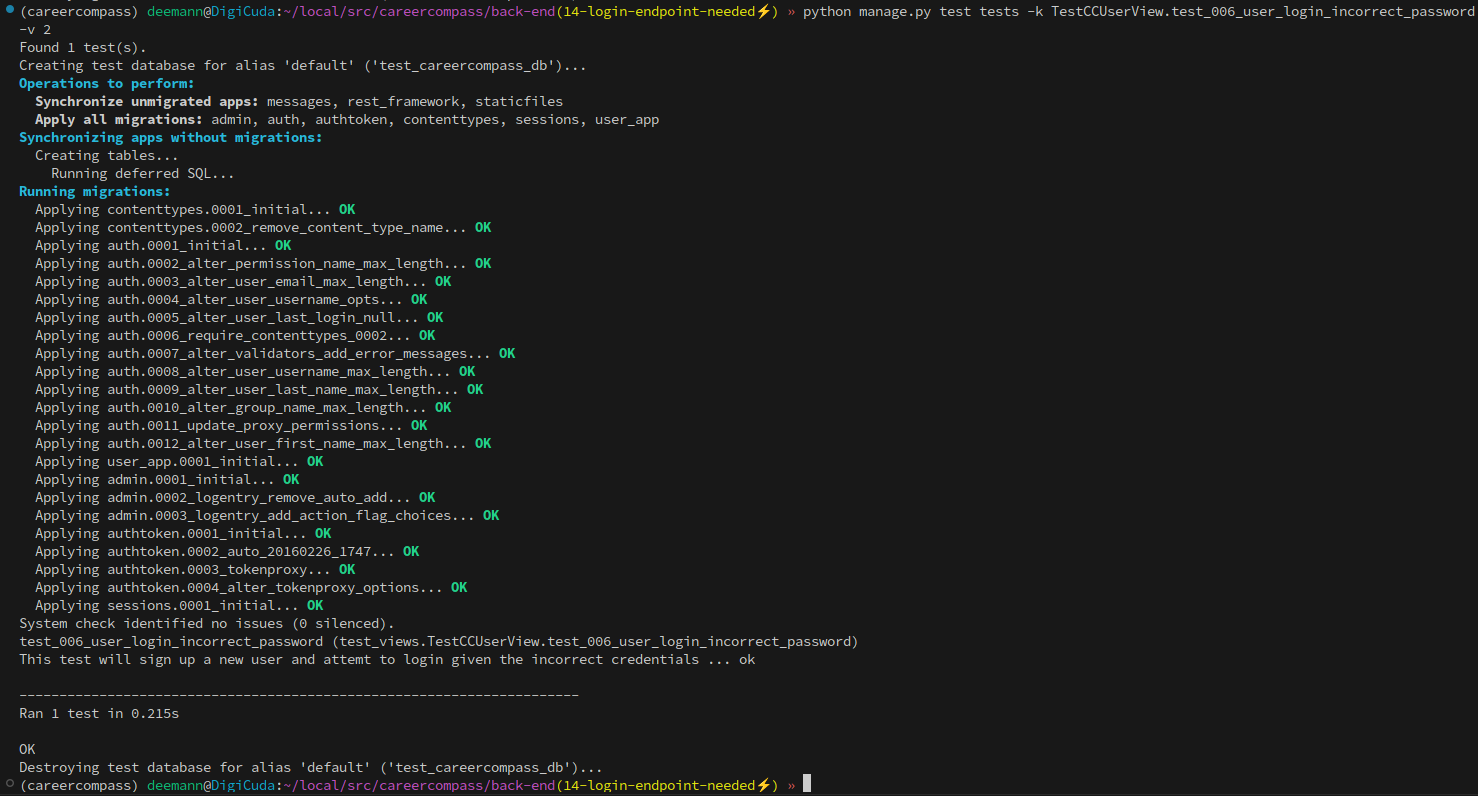 (careercompass) deemann@DigiCuda:~/local/src/careercompass/back-end(14-login-endpoint-needed⚡) » python manage.py test tests -k TestCCUserView.test_006_user_login_incorrect_password
-v 2
Found 1 test(s).
Creating test database for alias 'default' ('test_careercompass_db')...
Operations to perform:
  Synchronize unmigrated apps: messages, rest_framework, staticfiles
  Apply all migrations: admin, auth, authtoken, contenttypes, sessions, user_app
Synchronizing apps without migrations:
  Creating tables...
    Running deferred SQL...
Running migrations:
  Applying contenttypes.0001_initial... OK
  Applying contenttypes.0002_remove_content_type_name... OK
  Applying auth.0001_initial... OK
  Applying auth.0002_alter_permission_name_max_length... OK
  Applying auth.0003_alter_user_email_max_length... OK
  Applying auth.0004_alter_user_username_opts... OK
  Applying auth.0005_alter_user_last_login_null... OK
  Applying auth.0006_require_contenttypes_0002... OK
  Applying auth.0007_alter_validators_add_error_messages... OK
  Applying auth.0008_alter_user_username_max_length... OK
  Applying auth.0009_alter_user_last_name_max_length... OK
  Applying auth.0010_alter_group_name_max_length... OK
  Applying auth.0011_update_proxy_permissions... OK
  Applying auth.0012_alter_user_first_name_max_length... OK
  Applying user_app.0001_initial... OK
  Applying admin.0001_initial... OK
  Applying admin.0002_logentry_remove_auto_add... OK
  Applying admin.0003_logentry_add_action_flag_choices... OK
  Applying authtoken.0001_initial... OK
  Applying authtoken.0002_auto_20160226_1747... OK
  Applying authtoken.0003_tokenproxy... OK
  Applying authtoken.0004_alter_tokenproxy_options... OK
  Applying sessions.0001_initial... OK
System check identified no issues (0 silenced).
test_006_user_login_incorrect_password (test_views.TestCCUserView.test_006_user_login_incorrect_password)
This test will sign up a new user and attemt to login given the incorrect credentials ... ok
----------------------------------------------------------------------
Ran 1 test in 0.215s
OK
Destroying test database for alias 'default' ('test_careercompass_db')...
(careercompass) deemann@DigiCuda:~/local/src/careercompass/back-end(14-login-endpoint-needed⚡) »